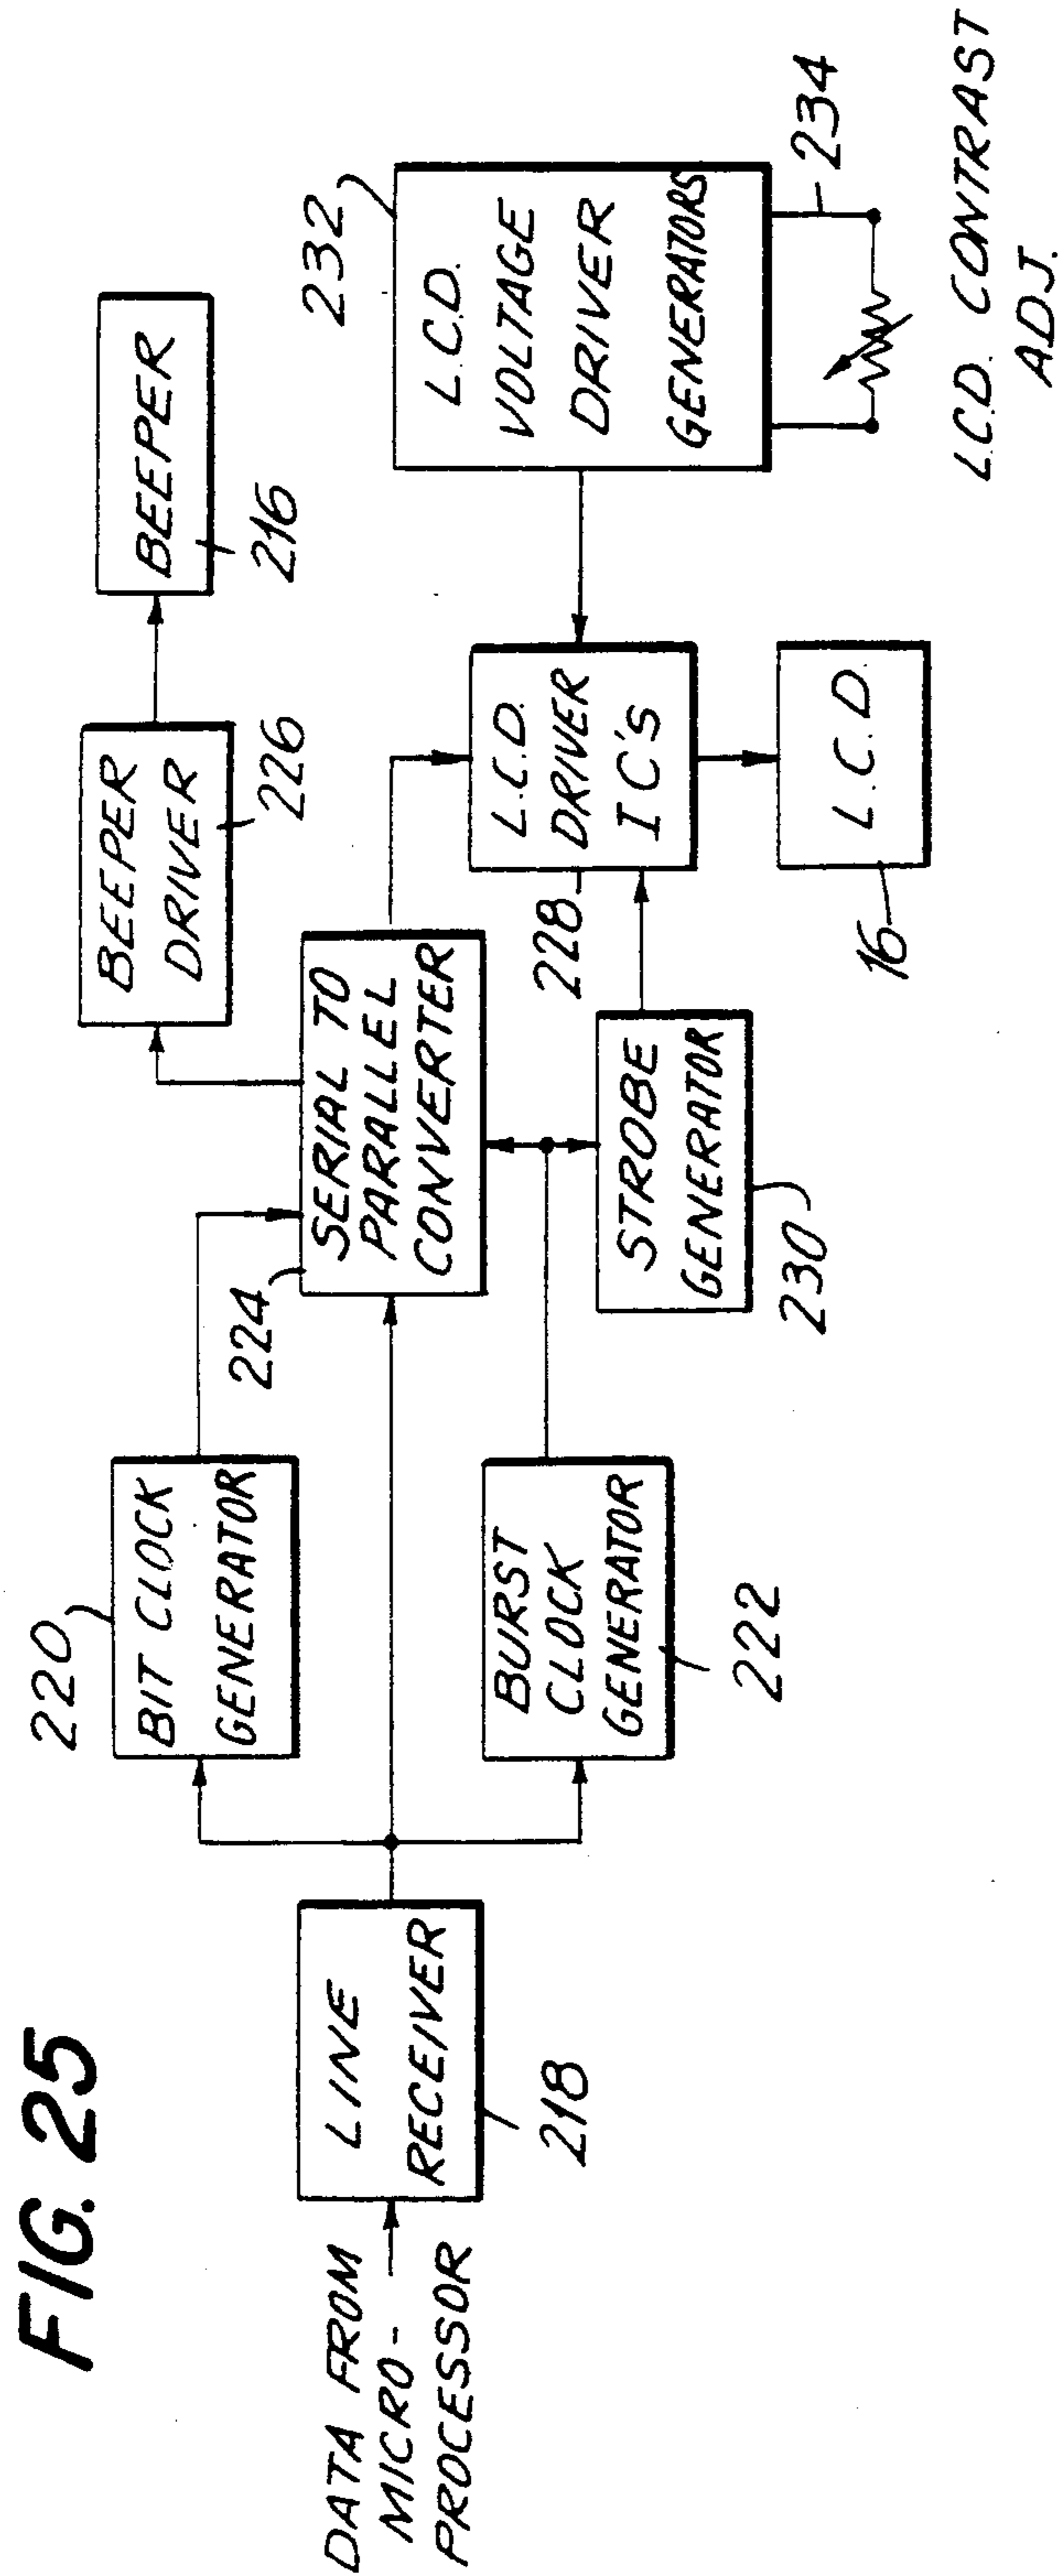 FIG. 25
DATA FROM
MICRO-
PROCESSOR
LINE
RECEIVER
218
220
BIT CLOCK
GENERATOR
BURST
CLOCK
GENERATOR
222
224
SERIAL TO
PARALLEL
CONVERTER
STROBE
GENERATOR
230
BEEPER
DRIVER
226
BEEPER
216
L.C.D.
DRIVER
IC's
228
L.C.D.
16
232
L.C.D.
VOLTAGE
DRIVER
GENERATORS
234
L.C.D. CONTRAST
ADJ.